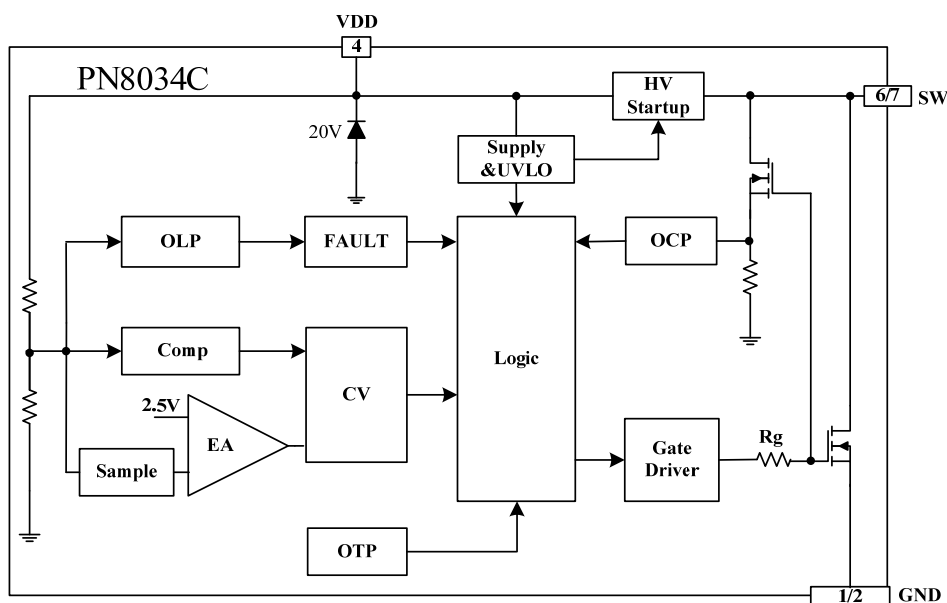 VDD
4
PN8034C
HV
Startup
6/7
SW
20V
Supply
&UVLO
OLP
FAULT
OCP
Comp
CV
Logic
2.5V
EA
Sample
Gate
Driver
Rg
OTP
1/2
GND